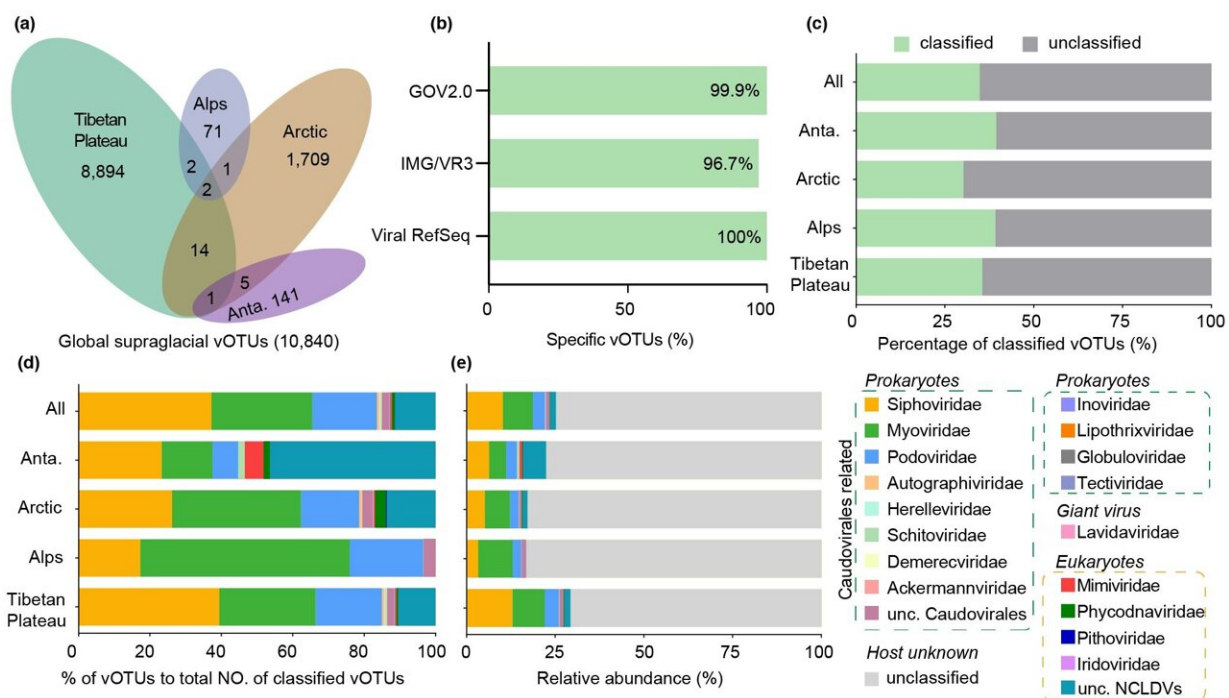 (a)
Tibetan
Plateau
8,894
Alps
71
Arctic
1,709
2
1
2
14
1
5
Anta. 141
Global supraglacial vOTUs (10,840)
(b)
GOV2.0
99.9%
IMG/VR3
96.7%
Viral RefSeq
100%
0
50
100
Specific vOTUs (%)
(c)
classified
unclassified
All
Anta.
Arctic
Alps
Tibetan
Plateau
0
25
50
75
100
Percentage of classified vOTUs (%)
(d)
All
Anta.
Arctic
Alps
Tibetan
Plateau
0
20
40
60
80
100
% of vOTUs to total NO. of classified vOTUs
(e)
0
25
50
75
100
Relative abundance (%)
Caudovirales related
Prokaryotes
Siphoviridae
Myoviridae
Podoviridae
Autographiviridae
Herelleviridae
Schitoviridae
Demerecviridae
Ackermannviridae
unc. Caudovirales
Host unknown
unclassified
Prokaryotes
Inoviridae
Lipothrixviridae
Globuloviridae
Tectiviridae
Giant virus
Lavidaviridae
Eukaryotes
Mimiviridae
Phycodnaviridae
Pithoviridae
Iridoviridae
unc. NCLDVs